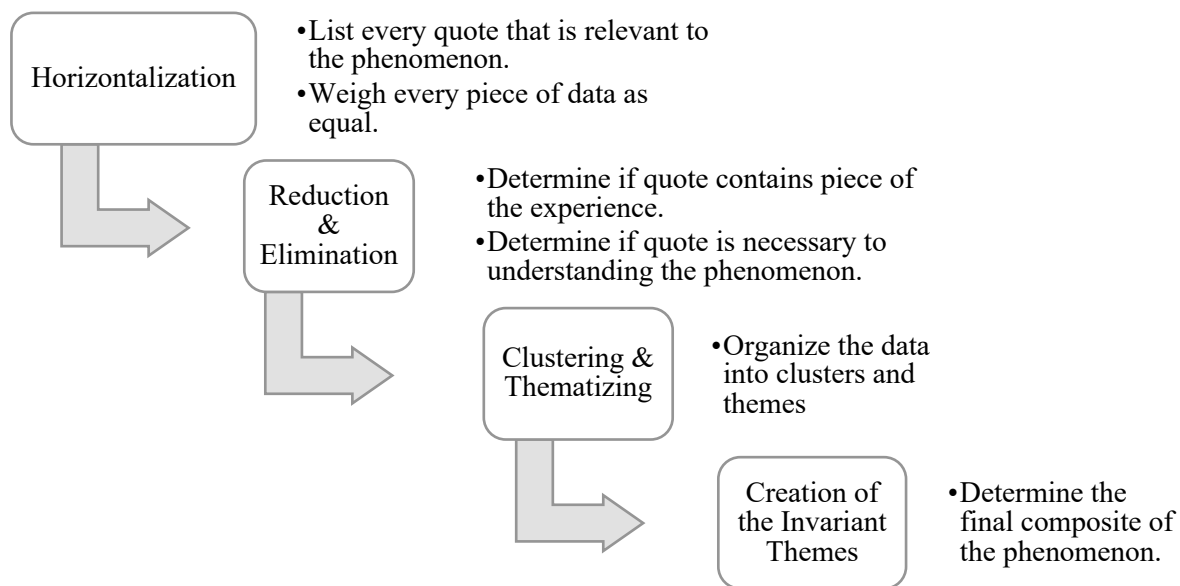 Horizontalization
•List every quote that is relevant to
the phenomenon.
•Weigh every piece of data as
equal.
Reduction
&
Elimination
•Determine if quote contains piece of
the experience.
•Determine if quote is necessary to
understanding the phenomenon.
Clustering &
Thematizing
•Organize the data
into clusters and
themes
Creation of
the Invariant
Themes
•Determine the
final composite of
the phenomenon.